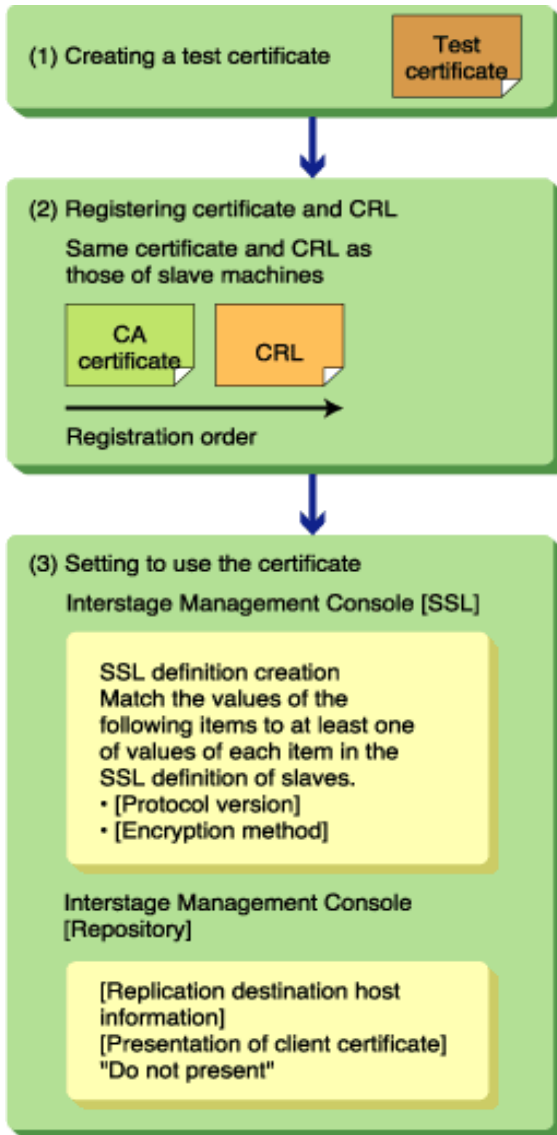 (1) Creating a test certificate
Test
certificate
(2) Registering certificate and CRL
Same certificate and CRL as
those of slave machines
CA
certificate
CRL
Registration order
(3) Setting to use the certificate
Interstage Management Console [SSL]
SSL definition creation
Match the values of the
following items to at least one
of values of each item in the
SSL definition of slaves.
• [Protocol version]
• [Encryption method]
Interstage Management Console
[Repository]
[Replication destination host
information]
[Presentation of client certificate]
"Do not present"